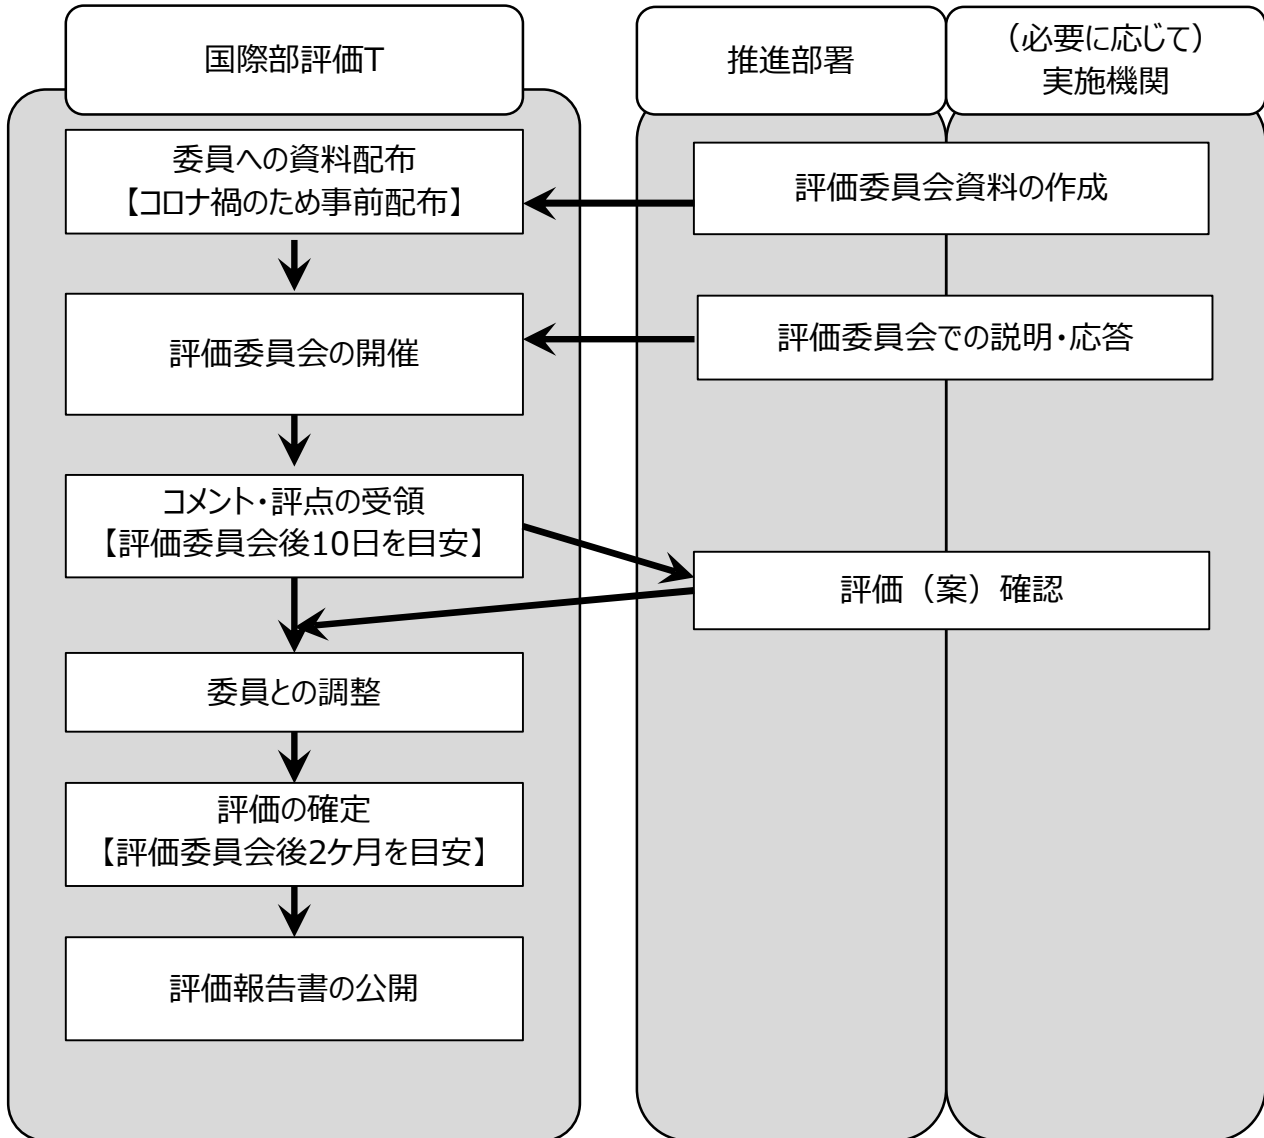 国際部評価T
推進部署
（必要に応じて）
実施機関
委員への資料配布
【コロナ禍のため事前配布】
評価委員会資料の作成
評価委員会の開催
評価委員会での説明・応答
コメント・評点の受領
【評価委員会後10日を目安】
評価（案）確認
委員との調整
評価の確定
【評価委員会後2ケ月を目安】
評価報告書の公開